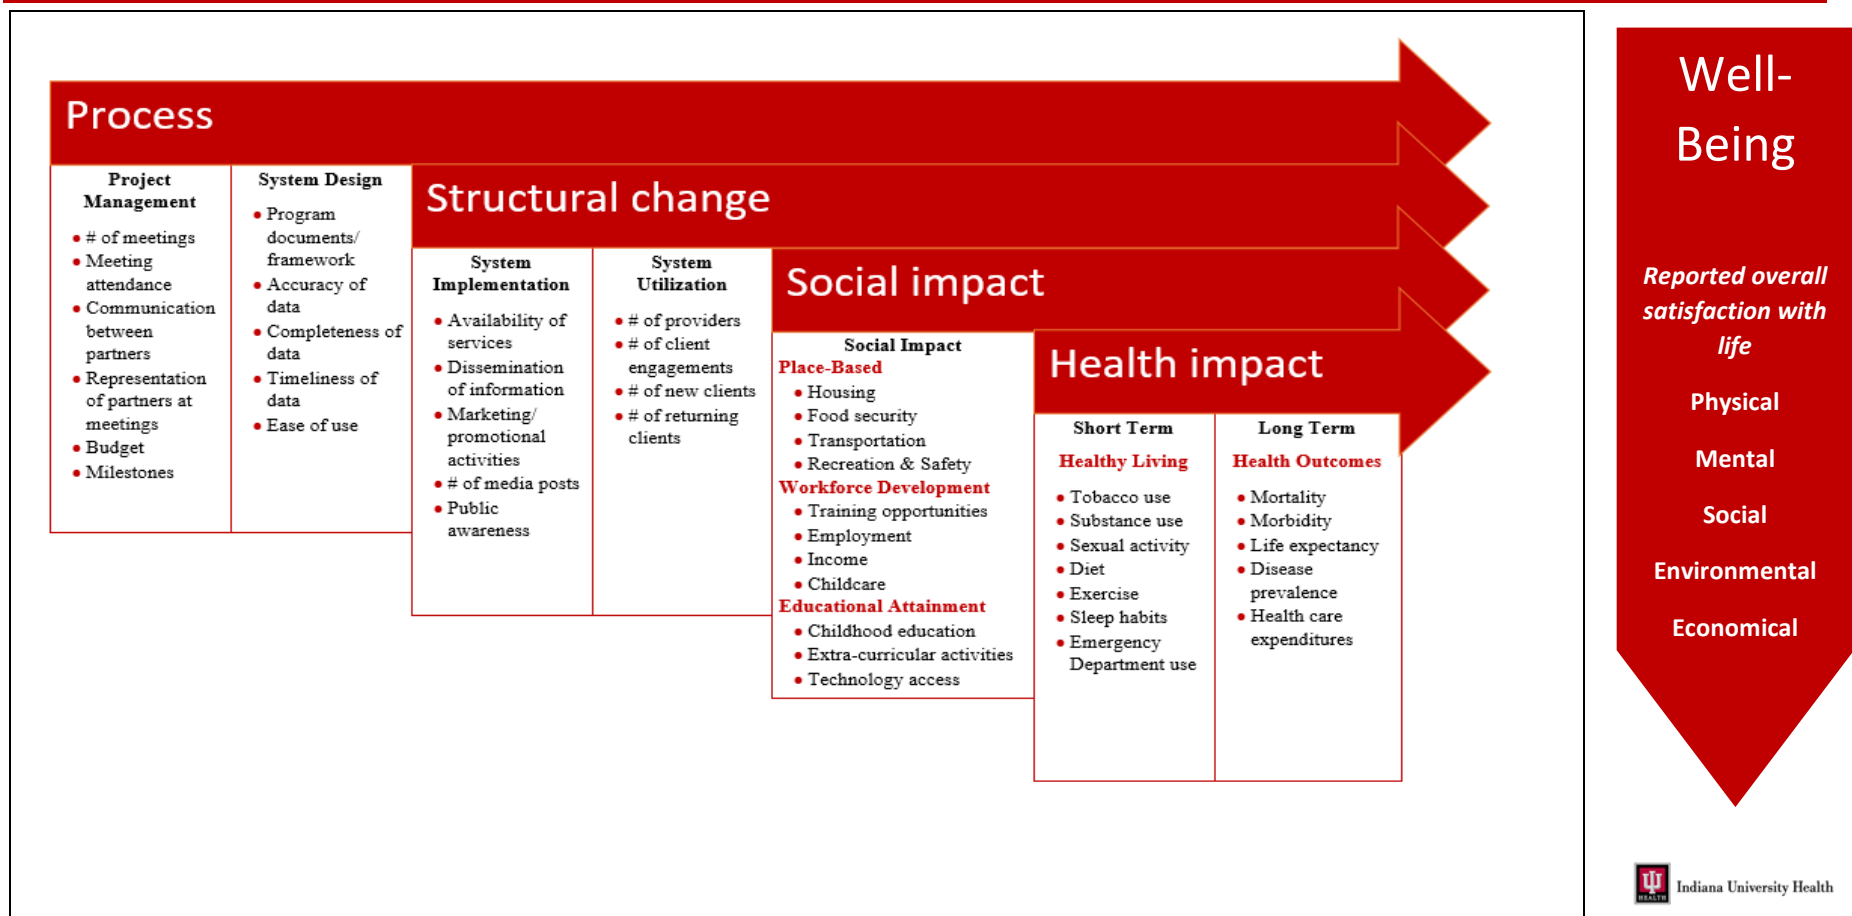 Process
Project
Management
• # of meetings
• Meeting
attendance
• Communication
between
partners
• Representation
of partners at
meetings
• Budget
• Milestones
System Design
• Program
documents/
framework
• Accuracy of
data
• Completeness of
data
• Timeliness of
data
• Ease of use
Structural change
System
Implementation
• Availability of
services
• Dissemination
of information
• Marketing/
promotional
activities
• # of media posts
• Public
awareness
System
Utilization
• # of providers
• # of client
engagements
• # of new clients
• # of returning
clients
Social impact
Social Impact
Place-Based
• Housing
• Food security
• Transportation
• Recreation & Safety
Workforce Development
• Training opportunities
• Employment
• Income
• Childcare
Educational Attainment
• Childhood education
• Extra-curricular activities
• Technology access
Health impact
Short Term
Healthy Living
• Tobacco use
• Substance use
• Sexual activity
• Diet
• Exercise
• Sleep habits
• Emergency
Department use
Long Term
Health Outcomes
• Mortality
• Morbidity
• Life expectancy
• Disease
prevalence
• Health care
expenditures
Well-
Being
Reported overall
satisfaction with
life
Physical
Mental
Social
Environmental
Economical
HEALTH
Indiana University Health